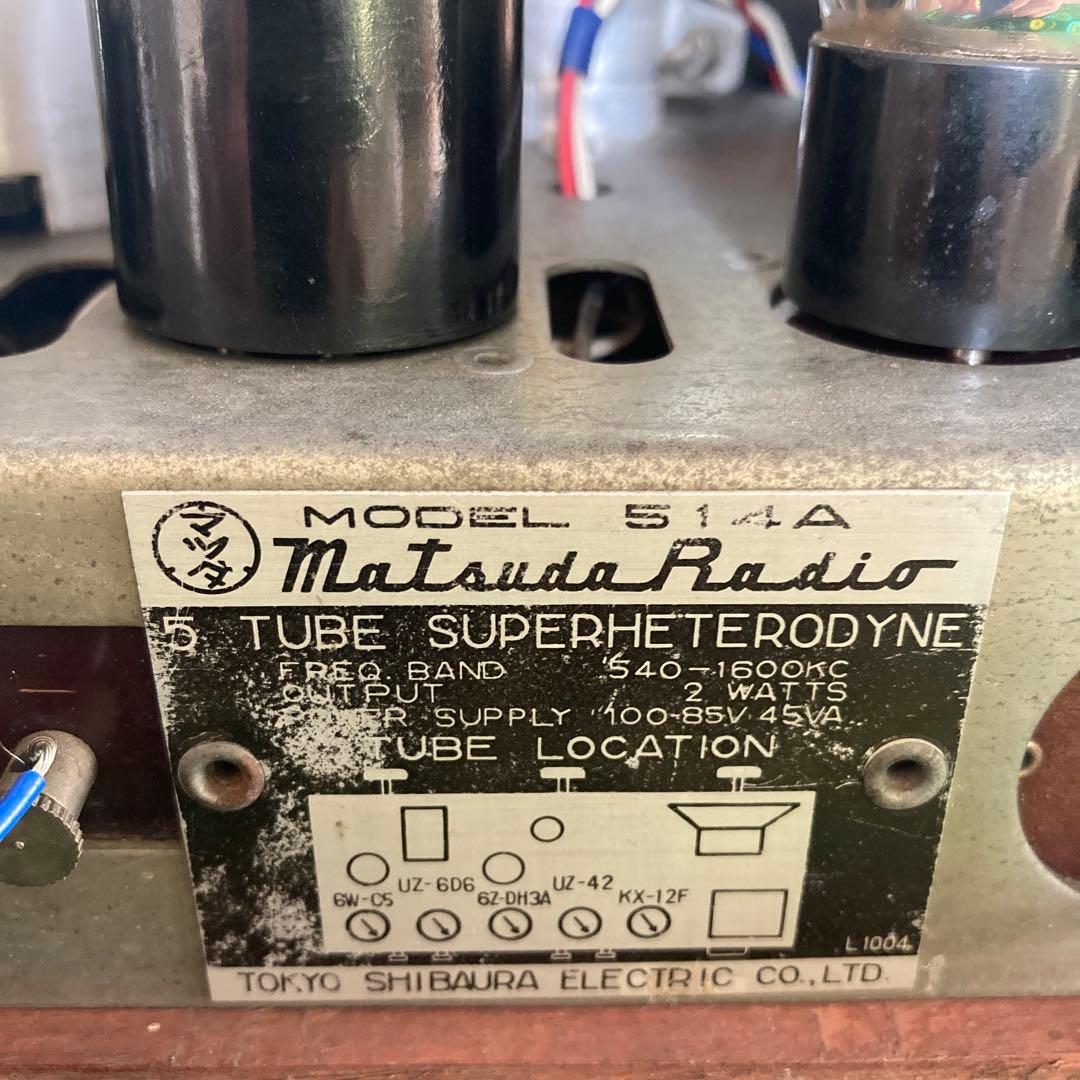 マツダ
MODEL 514A
Matsuda Radio
5 TUBE SUPERHETERODYNE
FREQ. BAND 540-1600KC
OUTPUT 2 WATTS
POWER SUPPLY 100-85V 45VA
TUBE LOCATION
6W-C5 UZ-6D6 6Z-DH3A UZ-42 KX-12F
L1004
TOKYO SHIBAURA ELECTRIC CO., LTD.